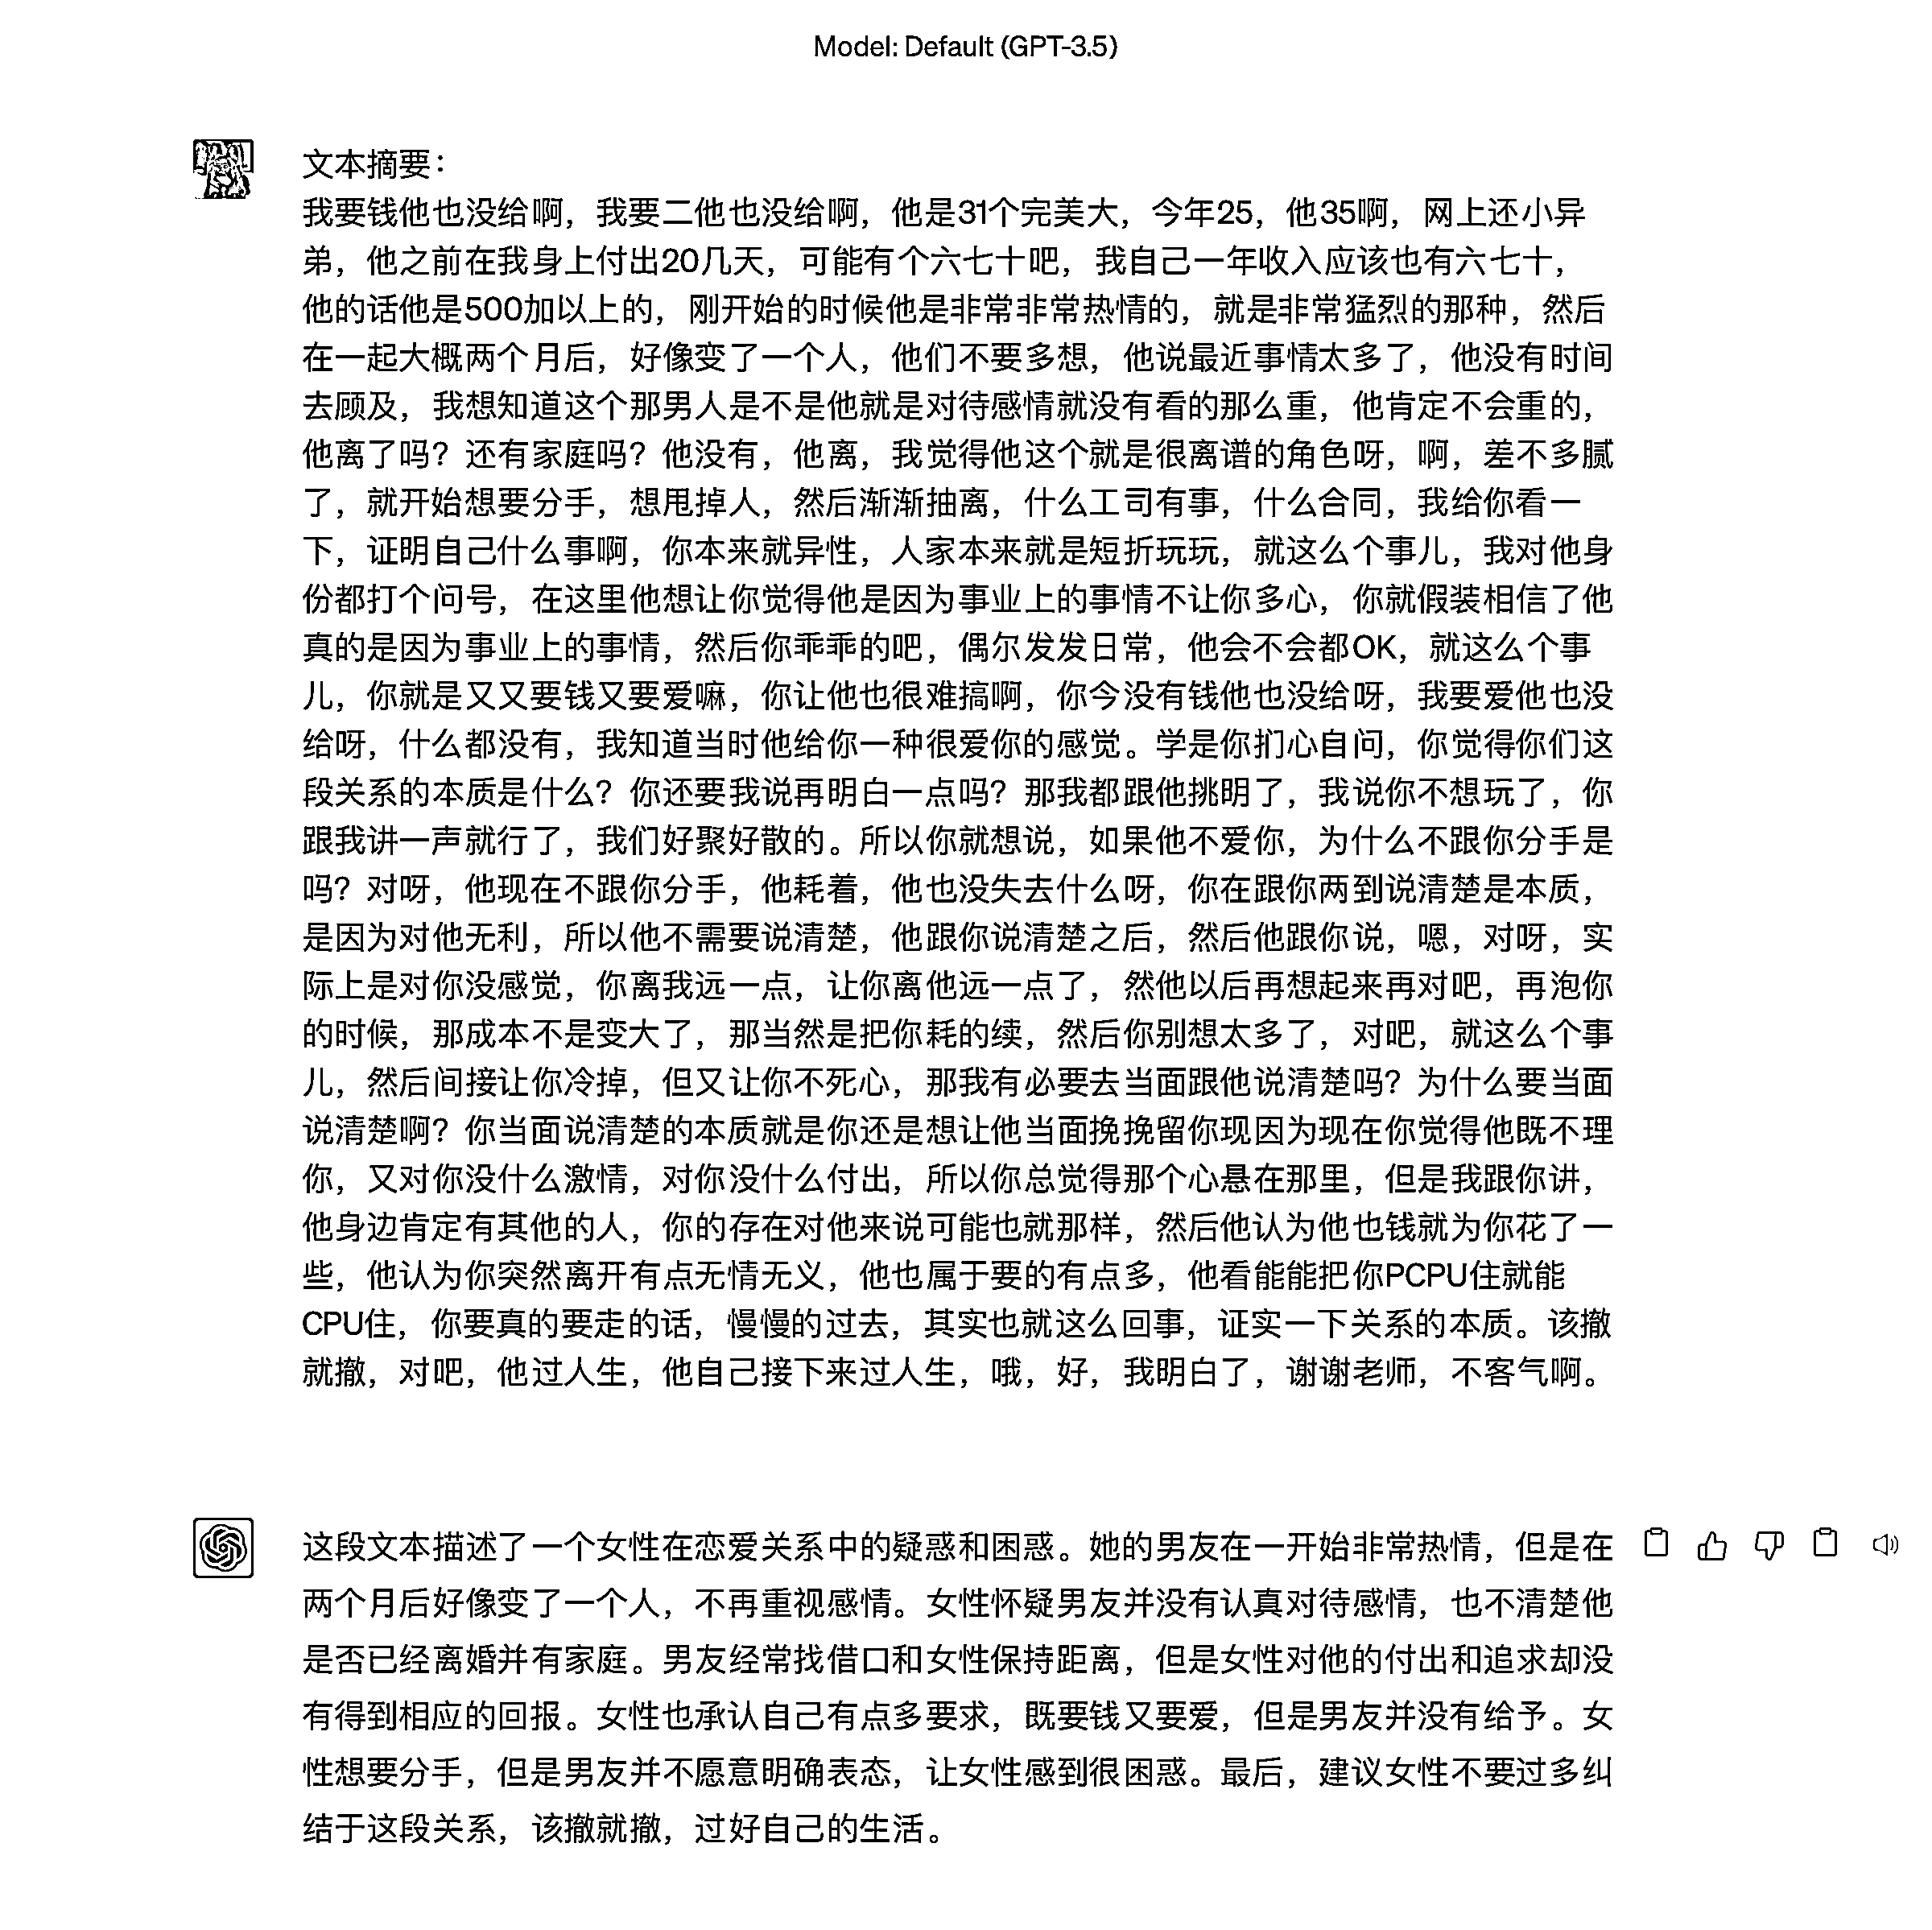 Model: Default (GPT-3.5)
文本摘要：
我要钱他也没给啊，我要二他也没给啊，他是31个完美大，今年25，他35啊，网上还小异
弟，他之前在我身上付出20几天，可能有个六七十吧，我自己一年收入应该也有六七十，
他的话他是500加以上的，刚开始的时候他是非常非常热情的，就是非常猛烈的那种，然后
在一起大概两个月后，好像变了一个人，他们不要多想，他说最近事情太多了，他没有时间
去顾及，我想知道这个那男人是不是他就是对待感情就没有看的那么重，他肯定不会重的，
他离了吗？还有家庭吗？他没有，他离，我觉得他这个就是很离谱的角色呀，啊，差不多腻
了，就开始想要分手，想甩掉人，然后渐渐抽离，什么工司有事，什么合同，我给你看一
下，证明自己什么事啊，你本来就异性，人家本来就是短折玩玩，就这么个事儿，我对他身
份都打个问号，在这里他想让你觉得他是因为事业上的事情不让你多心，你就假装相信了他
真的是因为事业上的事情，然后你乖乖的吧，偶尔发发日常，他会不会都OK，就这么个事
儿，你就是又又要钱又要爱嘛，你让他也很难搞啊，你今没有钱他也没给呀，我要爱他也没
给呀，什么都没有，我知道当时他给你一种很爱你的感觉。学是你扪心自问，你觉得你们这
段关系的本质是什么？你还要我说再明白一点吗？那我都跟他挑明了，我说你不想玩了，你
跟我讲一声就行了，我们好聚好散的。所以你就想说，如果他不爱你，为什么不跟你分手是
吗？对呀，他现在不跟你分手，他耗着，他也没失去什么呀，你在跟你两到说清楚是本质，
是因为对他无利，所以他不需要说清楚，他跟你说清楚之后，然后他跟你说，嗯，对呀，实
际上是对你没感觉，你离我远一点，让你离他远一点了，然他以后再想起来再对吧，再泡你
的时候，那成本不是变大了，那当然是把你耗的续，然后你别想太多了，对吧，就这么个事
儿，然后间接让你冷掉，但又让你不死心，那我有必要去当面跟他说清楚吗？为什么要当面
说清楚啊？你当面说清楚的本质就是你还是想让他当面挽挽留你现因为现在你觉得他既不理
你，又对你没什么激情，对你没什么付出，所以你总觉得那个心悬在那里，但是我跟你讲，
他身边肯定有其他的人，你的存在对他来说可能也就那样，然后他认为他也钱就为你花了一
些，他认为你突然离开有点无情无义，他也属于要的有点多，他看能能把你PCPU住就能
CPU住，你要真的要走的话，慢慢的过去，其实也就这么回事，证实一下关系的本质。该撤
就撤，对吧，他过人生，他自己接下来过人生，哦，好，我明白了，谢谢老师，不客气啊。
这段文本描述了一个女性在恋爱关系中的疑惑和困惑。她的男友在一开始非常热情，但是在
两个月后好像变了一个人，不再重视感情。女性怀疑男友并没有认真对待感情，也不清楚他
是否已经离婚并有家庭。男友经常找借口和女性保持距离，但是女性对他的付出和追求却没
有得到相应的回报。女性也承认自己有点多要求，既要钱又要爱，但是男友并没有给予。女
性想要分手，但是男友并不愿意明确表态，让女性感到很困惑。最后，建议女性不要过多纠
结于这段关系，该撤就撤，过好自己的生活。